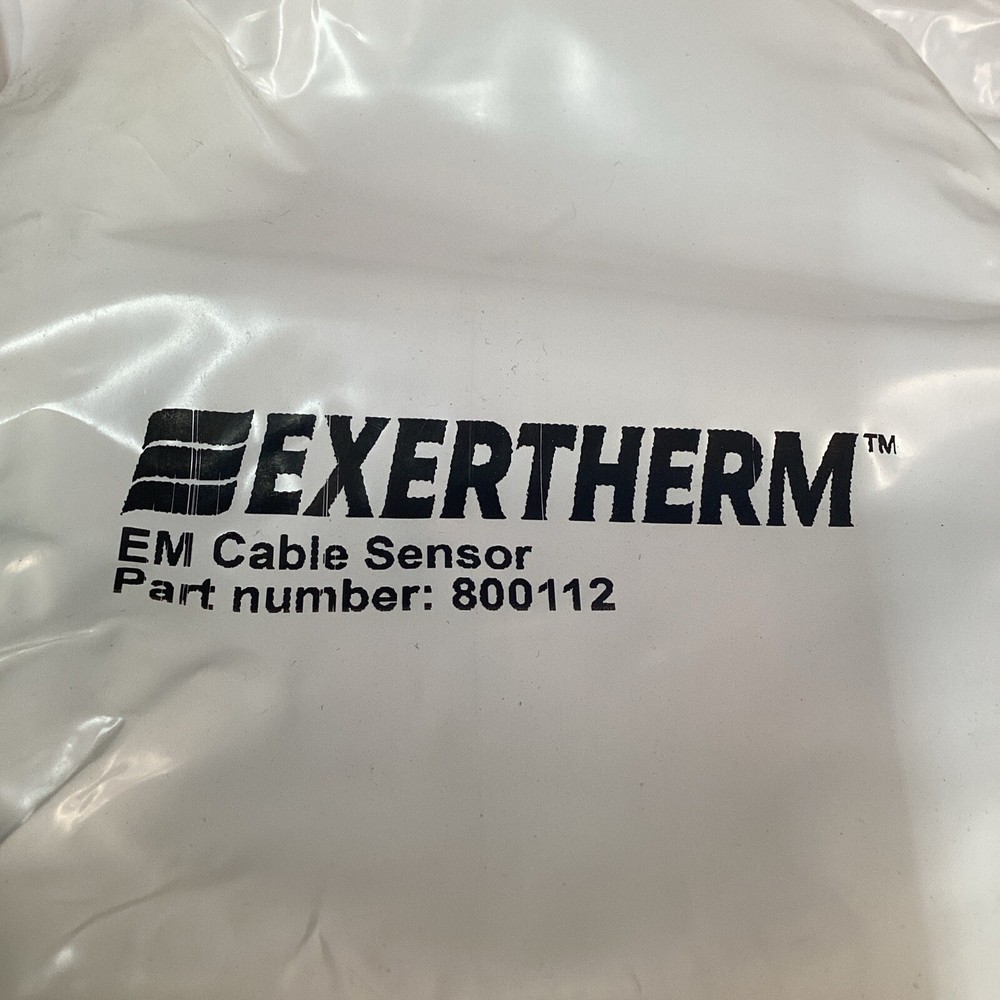 EXERTHERM™
EM Cable Sensor
Part number: 800112